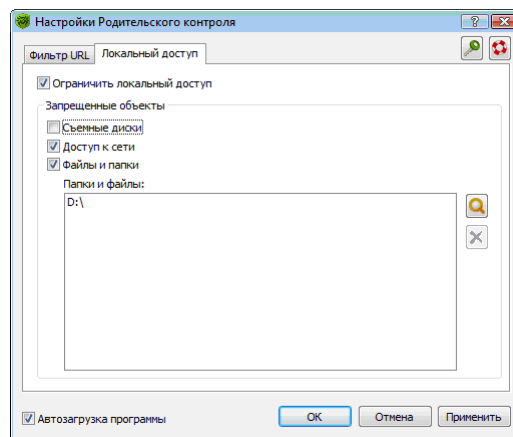 Настройки Родительского контроля
Фильтр URL Локальный доступ
Ограничить локальный доступ
Запрещенные объекты
Съемные диски
Доступ к сети
Файлы и папки
Папки и файлы:
D:\
Автозагрузка программы OK Отмена Применить